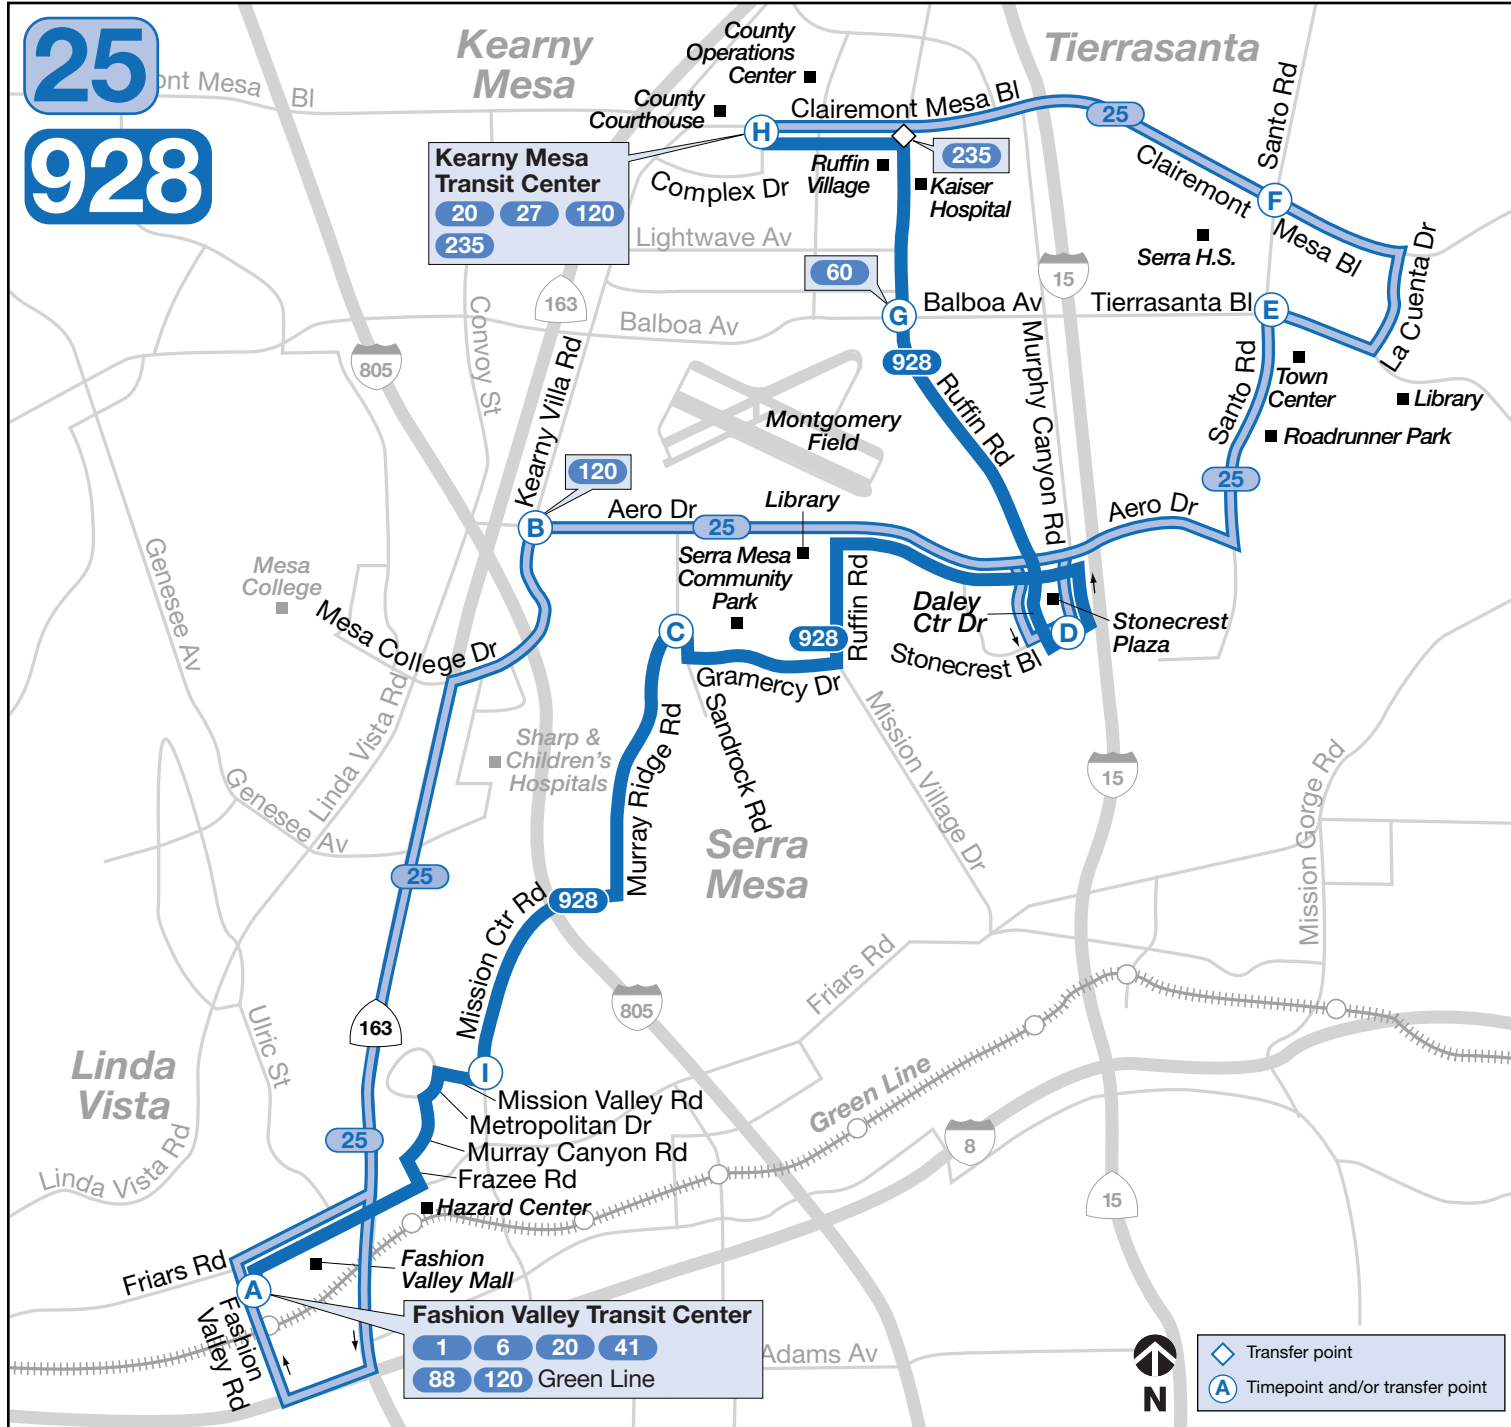 25
928
ont Mesa Bl
Kearny
Mesa
County
Operations
Center
County
Courthouse
Tierrasanta
Santo Rd
Clairemont Mesa Bl
25
H
Kearny Mesa
Transit Center
20 27 120
235
Complex Dr
Ruffin
Village
235
Kaiser
Hospital
Clairemont
Mesa Bl
F
Serra H.S.
La Cuenta Dr
Lightwave Av
60
15
163
G
Balboa Av
Tierrasanta Bl
E
Balboa Av
Convoy St
805
Kearny Villa Rd
928
Ruffin Rd
Murphy Canyon Rd
Santo Rd
Town
Center
Library
Roadrunner Park
Montgomery
Field
120
B
Aero Dr
25
Library
Aero Dr
25
Genesee Av
Mesa
College
Mesa College Dr
Serra Mesa
Community
Park
C
928
Ruffin Rd
Daley
Ctr Dr
D
Stonecrest
Plaza
Stonecrest Bl
Gramercy Dr
Linda Vista Rd
Genesee Av
Sharp &
Children's
Hospitals
Murray Ridge Rd
Sandrock Rd
Mission Village Dr
15
Mission Gorge Rd
Serra
Mesa
25
928
Mission Ctr Rd
Friars Rd
805
163
Ulric St
Linda
Vista
I
Mission Valley Rd
Metropolitan Dr
Murray Canyon Rd
Frazee Rd
Green Line
8
25
Linda Vista Rd
Hazard Center
15
Friars Rd
Fashion
Valley Mall
A
Fashion
Valley Rd
Fashion Valley Transit Center
1 6 20 41
88 120 Green Line
Adams Av
N
Transfer point
A Timepoint and/or transfer point